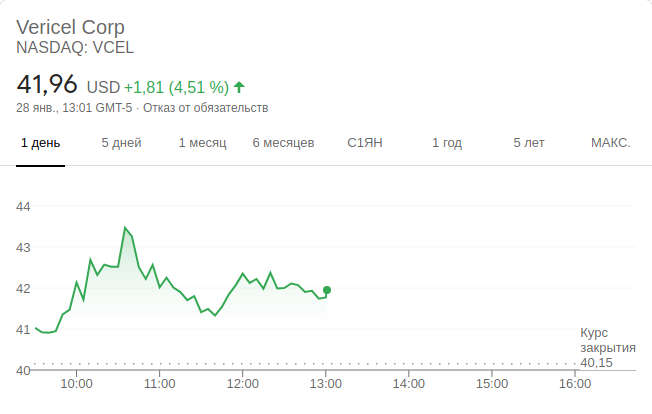 Vericel Corp
NASDAQ: VCEL
41,96 USD +1,81 (4,51 %)
28 янв., 13:01 GMT-5 · Отказ от обязательств
1 день 5 дней 1 месяц 6 месяцев С1ЯН 1 год 5 лет МАКС.
44
43
42
41
Курс
закрытия
40,15
40
10:00 11:00 12:00 13:00 14:00 15:00 16:00